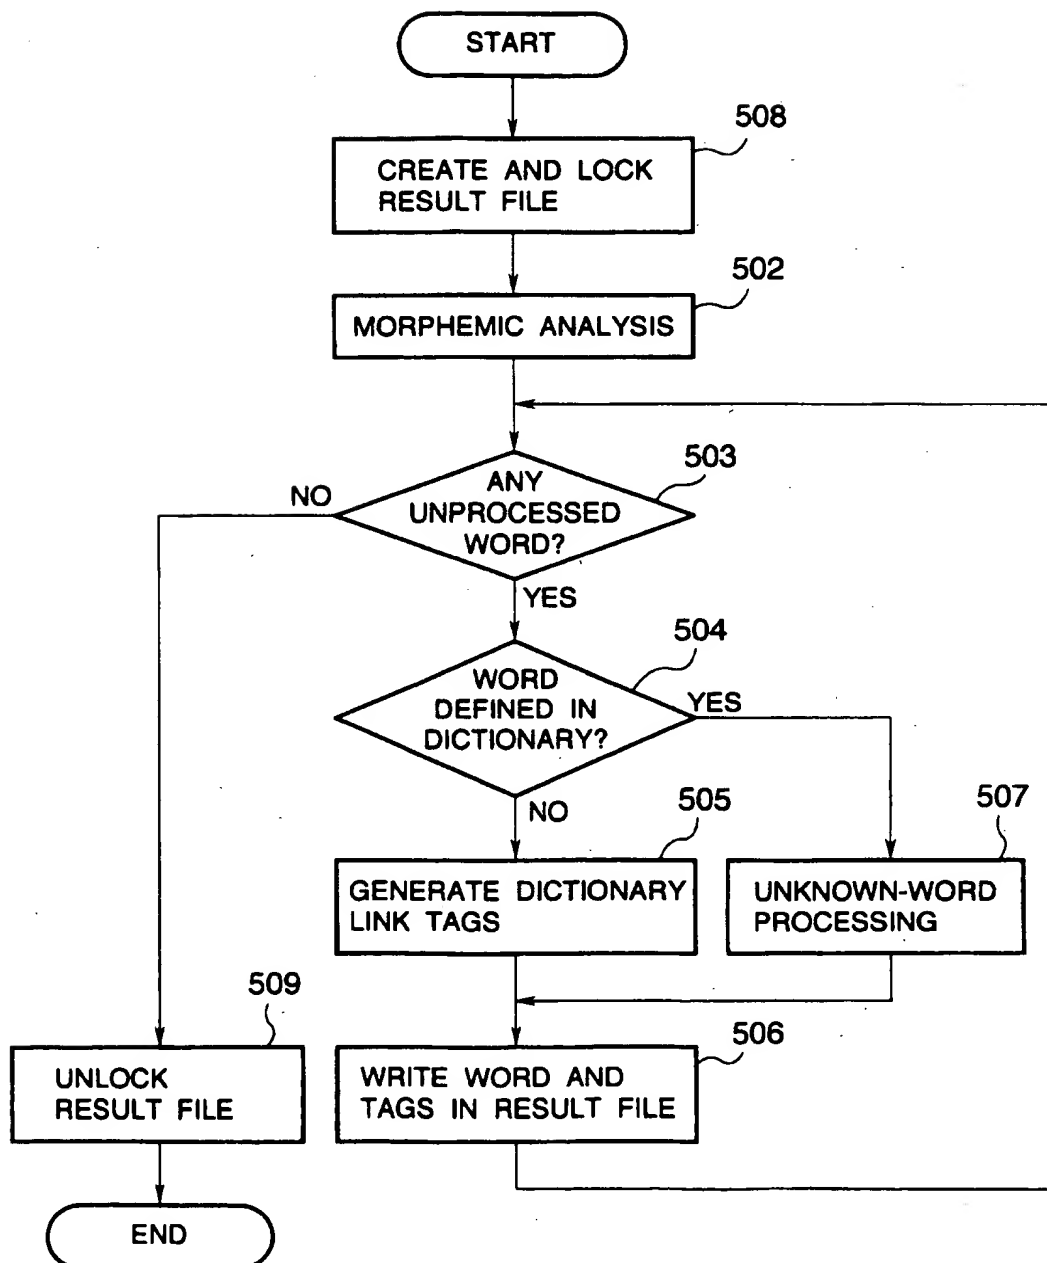 START
508
CREATE AND LOCK
RESULT FILE
502
MORPHEMIC ANALYSIS
503
NO
ANY
UNPROCESSED
WORD?
YES
504
WORD
DEFINED IN
DICTIONARY?
YES
NO
505
507
GENERATE DICTIONARY
LINK TAGS
UNKNOWN-WORD
PROCESSING
509
506
UNLOCK
RESULT FILE
WRITE WORD AND
TAGS IN RESULT FILE
END